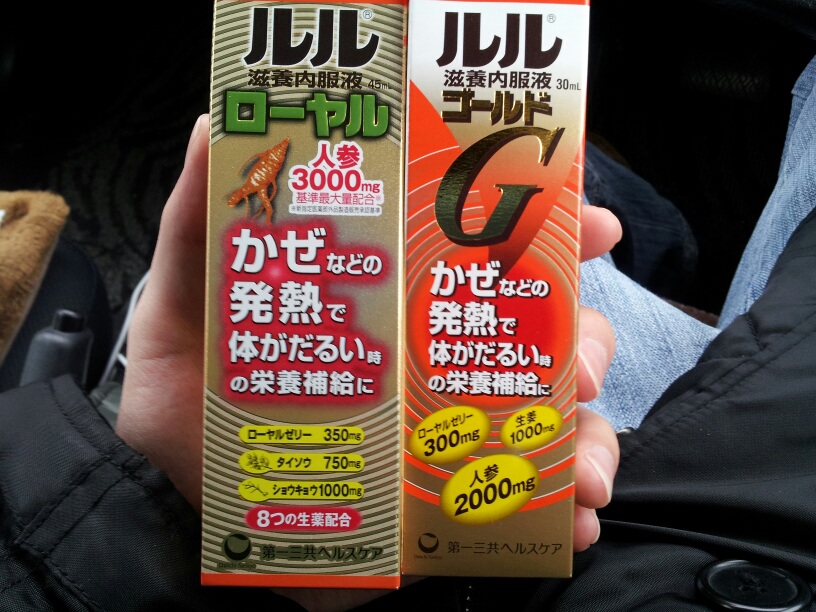 ルル®
滋養内服液 45mL
ローヤル
人参
3000mg
基準最大量配合※
かぜなどの
発熱で
体がだるい時
の栄養補給に
ローヤルゼリー 350mg
タイソウ 750mg
ショウキョウ1000mg
8つの生薬配合
第一三共ヘルスケア
ルル®
滋養内服液 30mL
ゴールド
G
かぜなどの
発熱で
体がだるい時
の栄養補給に
ローヤルゼリー
300mg
生姜
1000mg
人参
2000mg
第一三共ヘルスケア